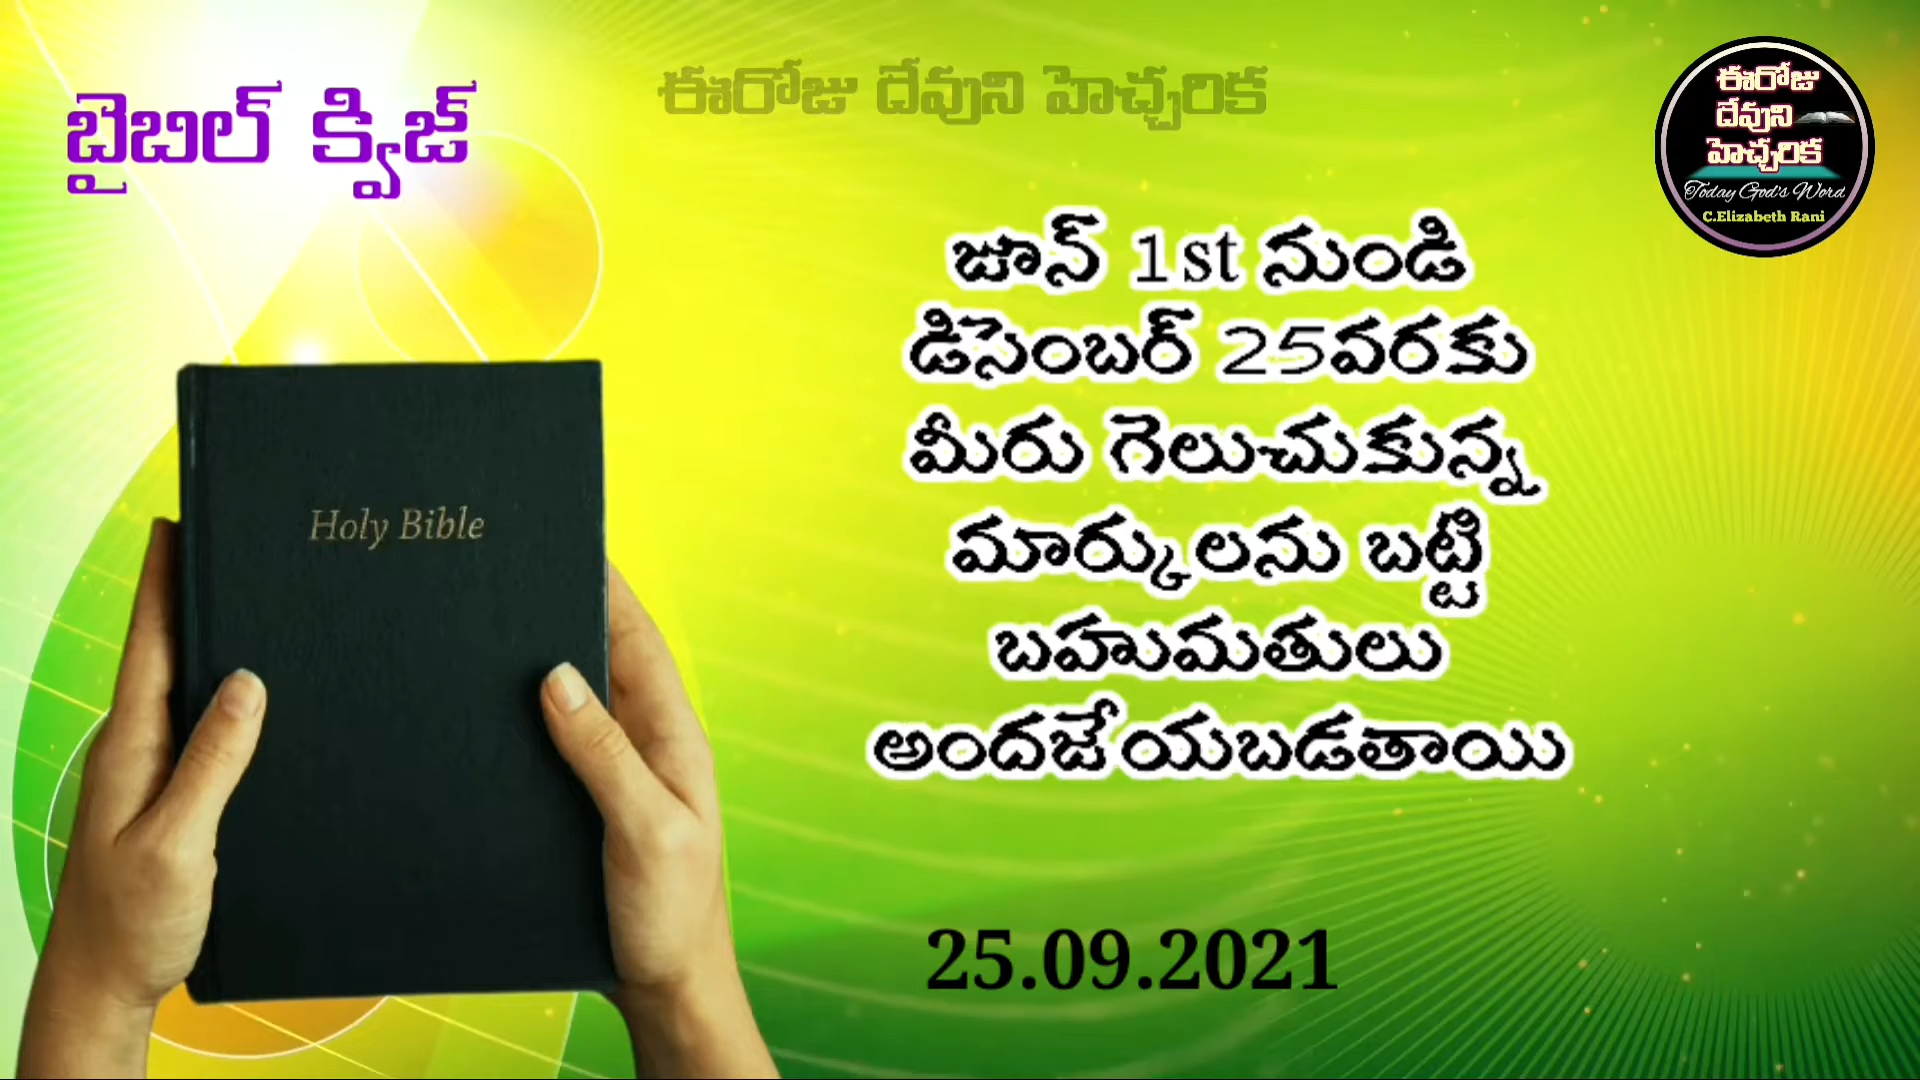 బైబిల్ క్విజ్
ఈరోజు దేవుని హెచ్చరిక
ఈరోజు
దేవుని
హెచ్చరిక
Today God's Word
C.Elizabeth Rani
జూన్ 1st నుండి
డిసెంబర్ 25వరకు
మీరు గెలుచుకున్న
మార్కులను బట్టి
బహుమతులు
అందజేయబడతాయి
Holy Bible
25.09.2021